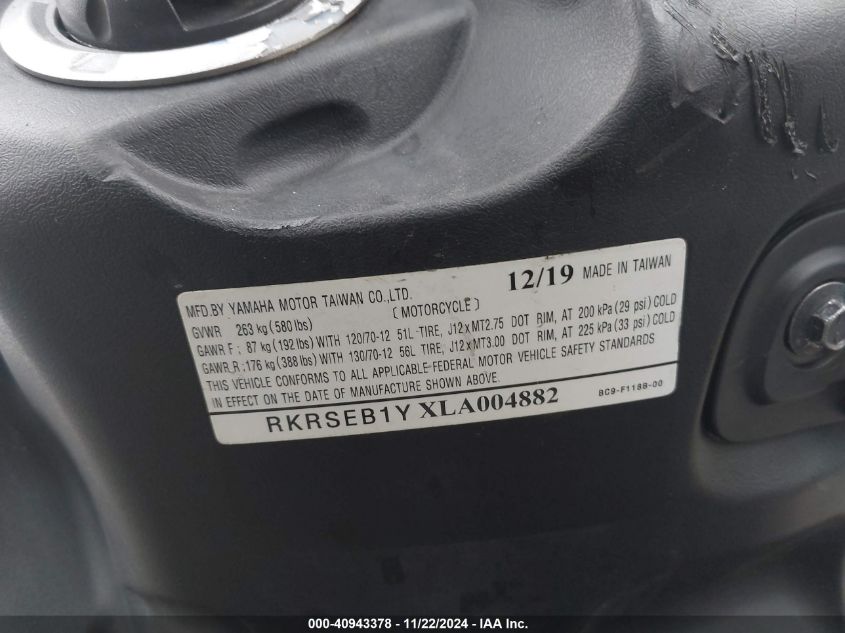 MFD.BY YAMAHA MOTOR TAIWAN CO.,LTD. 12/19 MADE IN TAIWAN
GVWR 263 kg (580 lbs) ( MOTORCYCLE )
GAWR F : 87 kg (192 lbs) WITH 120/70-12 51L TIRE, J12 x MT2.75 DOT RIM, AT 200 kPa (29 psi) COLD
GAWR R : 176 kg (388 lbs) WITH 130/70-12 56L TIRE, J12 x MT3.00 DOT RIM, AT 225 kPa (33 psi) COLD
THIS VEHICLE CONFORMS TO ALL APPLICABLE FEDERAL MOTOR VEHICLE SAFETY STANDARDS
IN EFFECT ON THE DATE OF MANUFACTURE SHOWN ABOVE.
RKRSEB1Y XLA004882 BC9-F118B-00
000-40943378 - 11/22/2024 - IAA Inc.